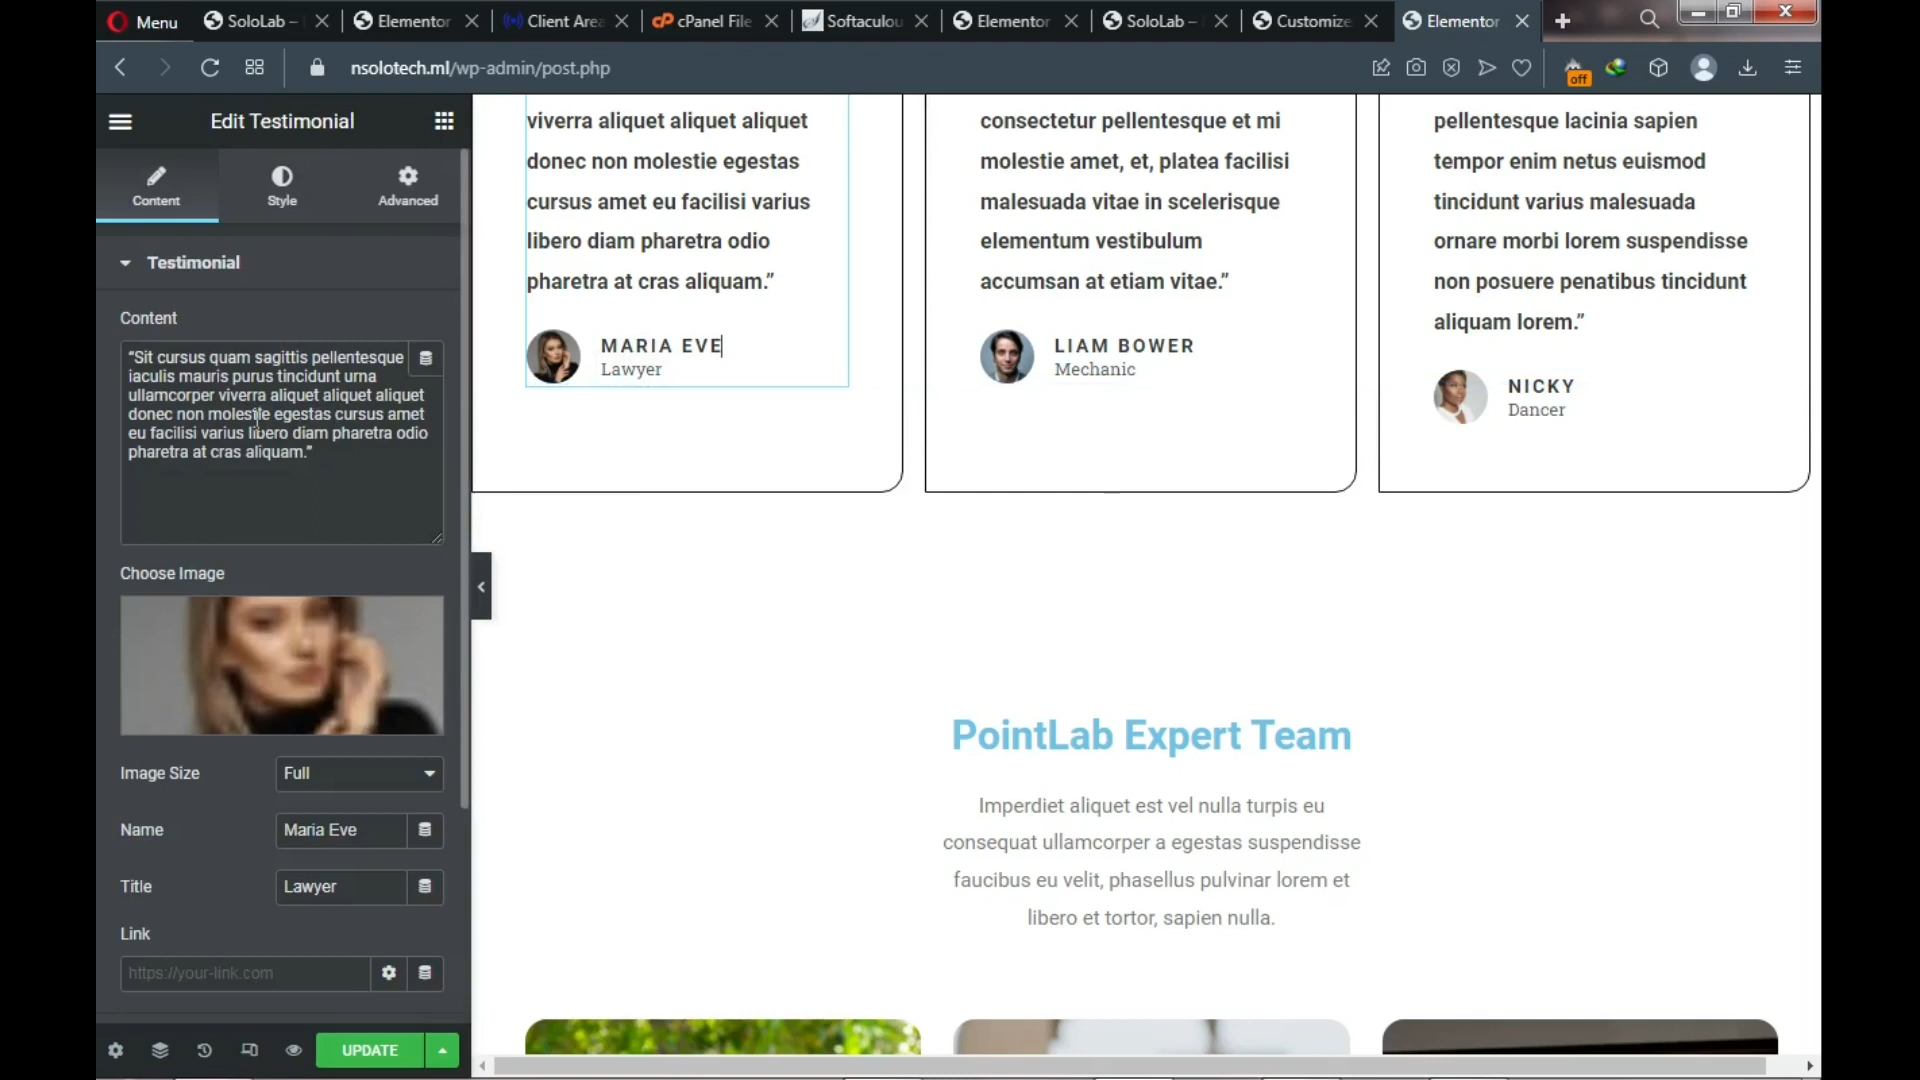 Menu
SoloLab –
Elementor
Client Area
cPanel File
Softaculou
Elementor
SoloLab –
Customize
Elementor
nsolotech.ml/wp-admin/post.php
off
Edit Testimonial
Content
Style
Advanced
Testimonial
Content
“Sit cursus quam sagittis pellentesque
iaculis mauris purus tincidunt urna
ullamcorper viverra aliquet aliquet aliquet
donec non molestie egestas cursus amet
eu facilisi varius libero diam pharetra odio
pharetra at cras aliquam.”
Choose Image
Image Size
Full
Name
Maria Eve
Title
Lawyer
Link
https://your-link.com
UPDATE
viverra aliquet aliquet aliquet
donec non molestie egestas
cursus amet eu facilisi varius
libero diam pharetra odio
pharetra at cras aliquam.”
MARIA EVE
Lawyer
consectetur pellentesque et mi
molestie amet, et, platea facilisi
malesuada vitae in scelerisque
elementum vestibulum
accumsan at etiam vitae.”
LIAM BOWER
Mechanic
pellentesque lacinia sapien
tempor enim netus euismod
tincidunt varius malesuada
ornare morbi lorem suspendisse
non posuere penatibus tincidunt
aliquam lorem.”
NICKY
Dancer
PointLab Expert Team
Imperdiet aliquet est vel nulla turpis eu
consequat ullamcorper a egestas suspendisse
faucibus eu velit, phasellus pulvinar lorem et
libero et tortor, sapien nulla.